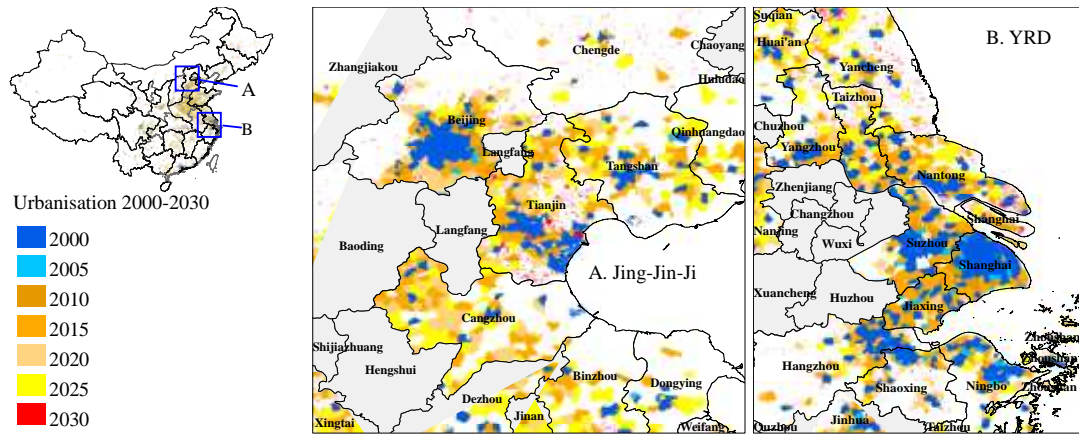 A
B
Urbanisation 2000-2030
2000
2005
2010
2015
2020
2025
2030
Chengde
Chaoyang
Zhangjiakou
Huludao
Beijing
Qinhuangdao
Langfang
Tangshan
Tianjin
Langfang
Baoding
A. Jing-Jin-Ji
Cangzhou
Shijiazhuang
Hengshui
Binzhou
Dongying
Dezhou
Jinan
Xingtai
Weifang
Suqian
B. YRD
Huai'an
Yancheng
Taizhou
Chuzhou
Yangzhou
Nantong
Zhenjiang
Changzhou
Shanghai
Nanjing
Wuxi
Suzhou
Shanghai
Xuancheng
Huzhou
Jiaxing
Zhoushan
Hangzhou
Zhoushan
Shaoxing
Ningbo
Zhoushan
Quzhou
Jinhua
Taizhou